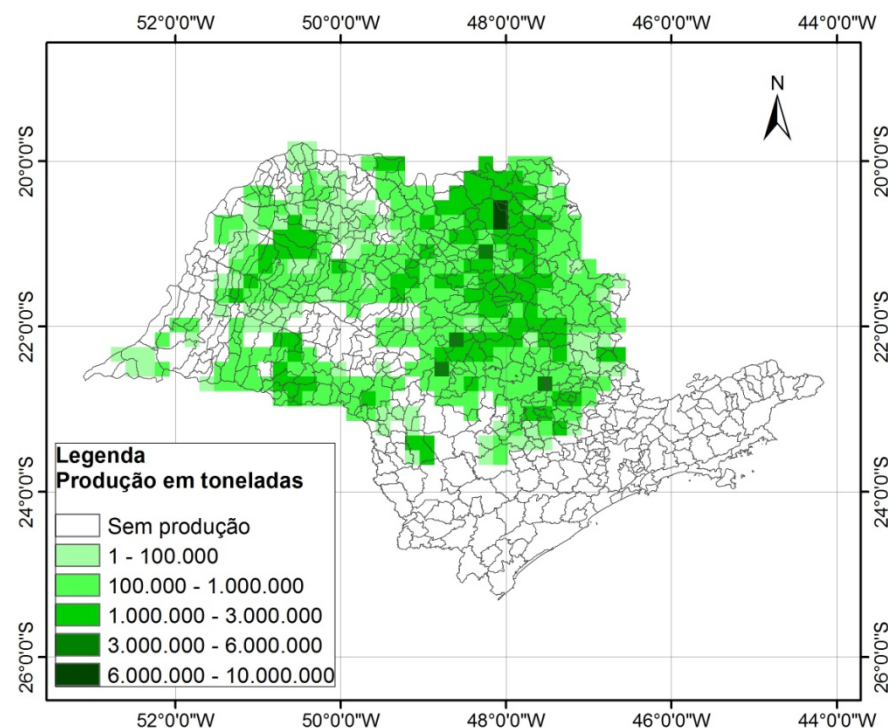 52°0'0"W 50°0'0"W 48°0'0"W 46°0'0"W 44°0'0"W
N
20°0'0"S 20°0'0"S
22°0'0"S 22°0'0"S
24°0'0"S 24°0'0"S
26°0'0"S 26°0'0"S
Legenda
Produção em toneladas
Sem produção
1 - 100.000
100.000 - 1.000.000
1.000.000 - 3.000.000
3.000.000 - 6.000.000
6.000.000 - 10.000.000
52°0'0"W 50°0'0"W 48°0'0"W 46°0'0"W 44°0'0"W